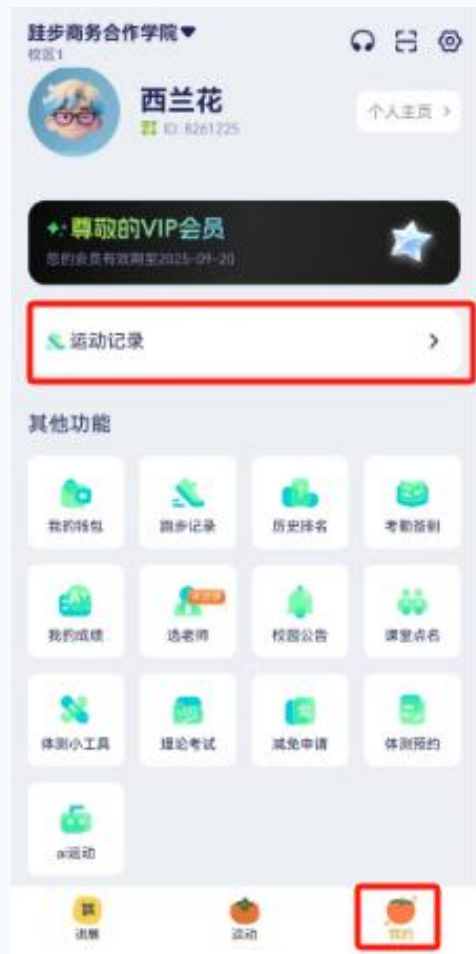 跬步商务合作学院
校区1
西兰花
ID: 8261225
个人主页
尊敬的VIP会员
您的会员有效期至2025-09-20
运动记录
其他功能
我的钱包 跑步记录 历史排名 考勤签到
我的成绩 选老师 校园公告 课堂点名
体测小工具 理论考试 减免申请 体测预约
ai运动
进展 运动 我的